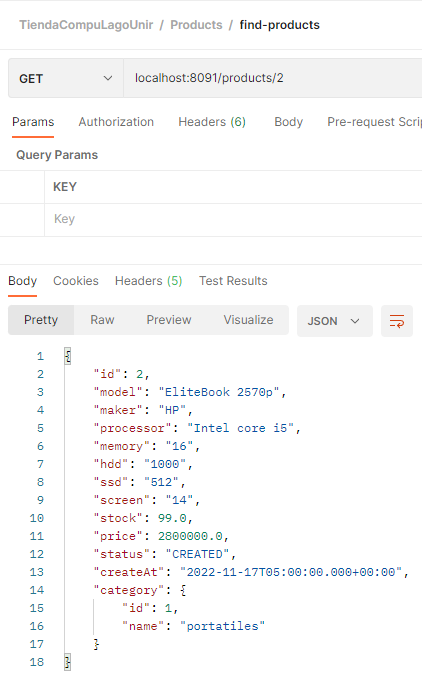 TiendaCompuLagoUnir / Products / find-products
GET localhost:8091/products/2
Params Authorization Headers (6) Body Pre-request Scri
Query Params
KEY
Key
Body Cookies Headers (5) Test Results
Pretty Raw Preview Visualize JSON
1 {
2 "id": 2,
3 "model": "EliteBook 2570p",
4 "maker": "HP",
5 "processor": "Intel core i5",
6 "memory": "16",
7 "hdd": "1000",
8 "ssd": "512",
9 "screen": "14",
10 "stock": 99.0,
11 "price": 2800000.0,
12 "status": "CREATED",
13 "createAt": "2022-11-17T05:00:00.000+00:00",
14 "category": {
15 "id": 1,
16 "name": "portatiles"
17 }
18 }